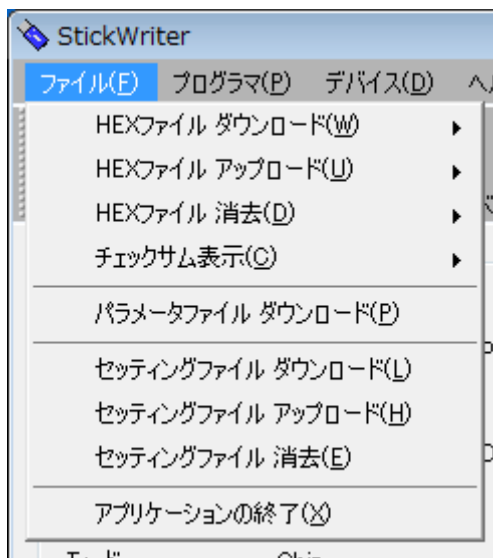 StickWriter
ファイル(F) プログラマ(P) デバイス(D)
HEXファイル ダウンロード(W)
HEXファイル アップロード(U)
HEXファイル 消去(D)
チェックサム表示(C)
パラメータファイル ダウンロード(P)
セッティングファイル ダウンロード(L)
セッティングファイル アップロード(H)
セッティングファイル 消去(E)
アプリケーションの終了(X)